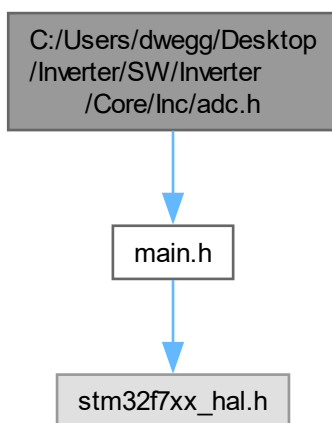 C:/Users/dwegg/Desktop
/Inverter/SW/Inverter
/Core/Inc/adc.h
main.h
stm32f7xx_hal.h